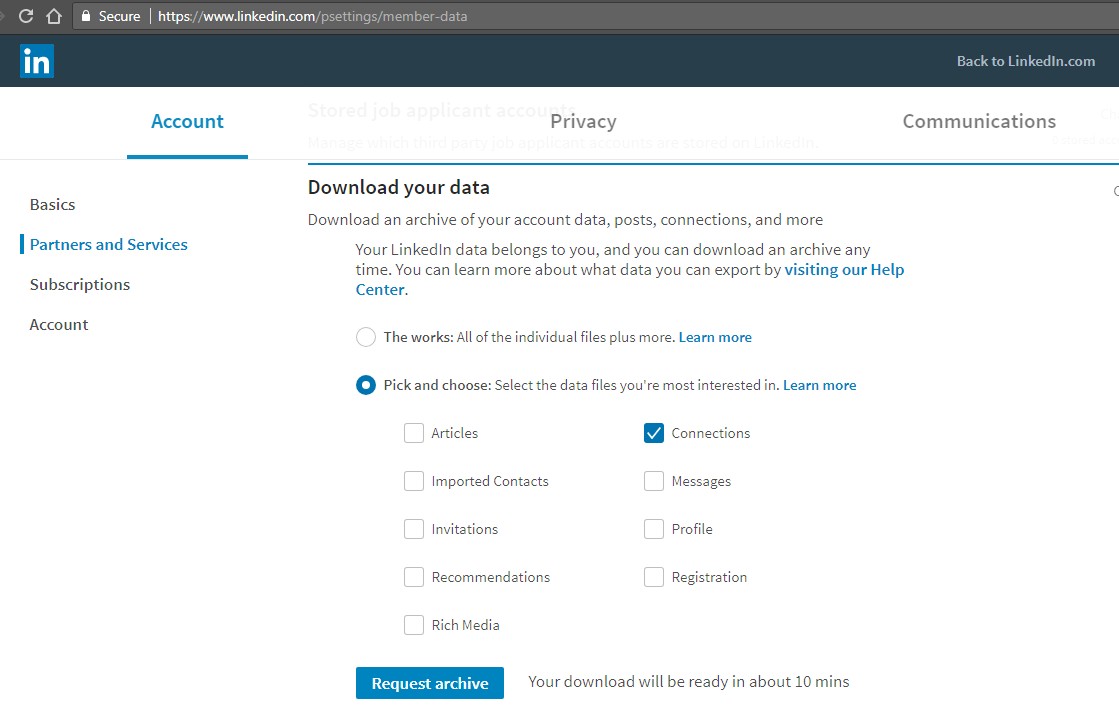 Secure | https://www.linkedin.com/psettings/member-data
in
Back to LinkedIn.com
Stored job applicant accounts
Account
Privacy
Communications
Manage which third party job applicant accounts are stored on LinkedIn.
Basics
Partners and Services
Subscriptions
Account
Download your data
Download an archive of your account data, posts, connections, and more
Your LinkedIn data belongs to you, and you can download an archive any
time. You can learn more about what data you can export by visiting our Help
Center.
The works: All of the individual files plus more. Learn more
Pick and choose: Select the data files you're most interested in. Learn more
Articles
Connections
Imported Contacts
Messages
Invitations
Profile
Recommendations
Registration
Rich Media
Request archive
Your download will be ready in about 10 mins